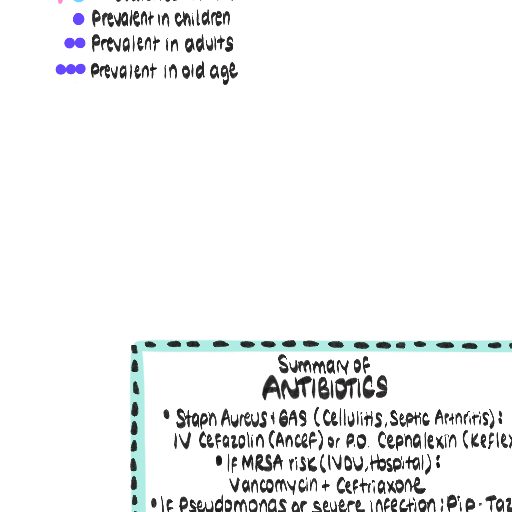 Prevalent in children
Prevalent in adults
Prevalent in old age
Summary of
ANTIBIOTICS
• Staph Aureus + GAS (Cellulitis, Septic Arthritis):
IV Cefazolin (Ancef) or P.O. Cephalexin (Keflex
• If MRSA risk (IVDU, Hospital):
Vancomycin + Ceftriaxone
• If Pseudomonas or severe infection: Pip-Taz